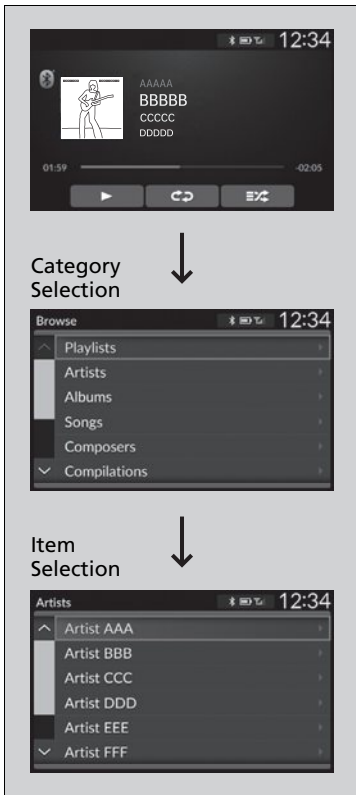 12:34
AAAAA
BBBBB
CCCCC
DDDDD
01:59 -02:05
Category
Selection
Browse 12:34
Playlists
Artists
Albums
Songs
Composers
Compilations
Item
Selection
Artists 12:34
Artist AAA
Artist BBB
Artist CCC
Artist DDD
Artist EEE
Artist FFF